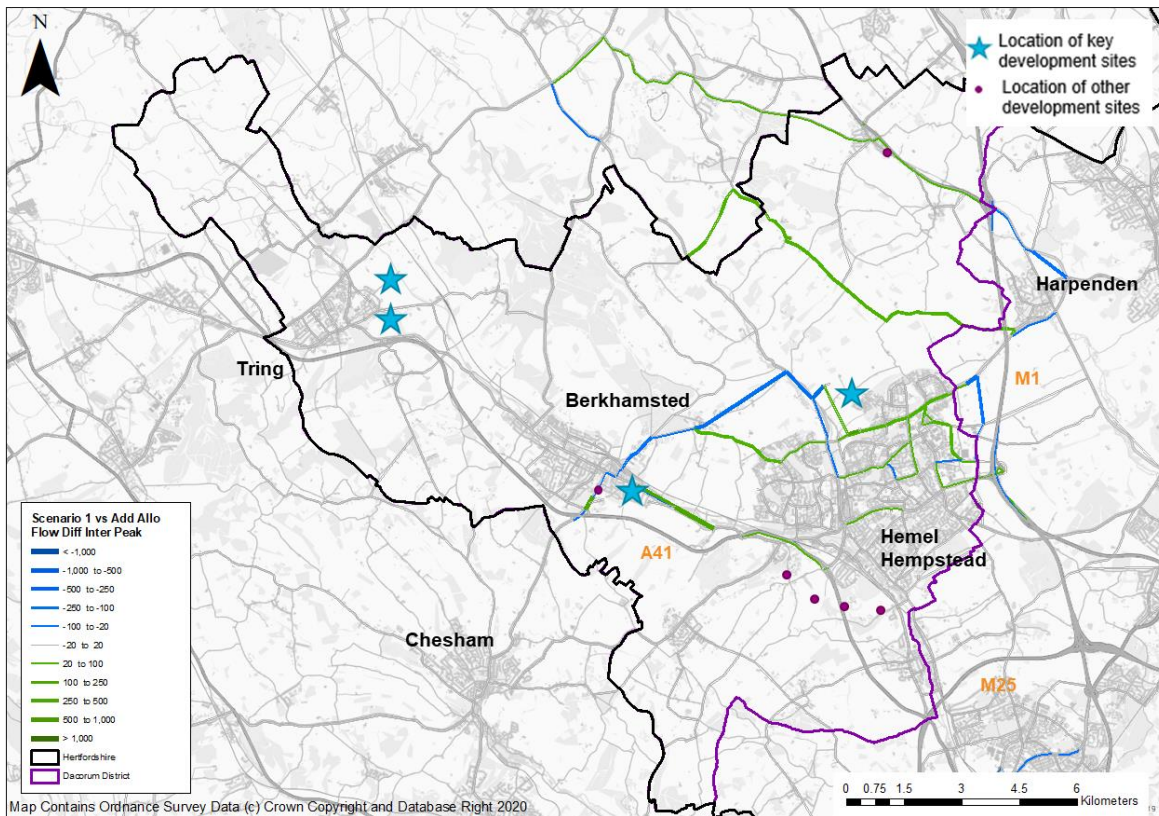 N
Location of key
development sites
Location of other
development sites
Harpenden
M1
Tring
Berkhamsted
A41
Hemel
Hempstead
Chesham
M25
Scenario 1 vs Add Allo
Flow Diff Inter Peak
< -1,000
-1,000 to -500
-500 to -250
-250 to -100
-100 to -20
-20 to 20
20 to 100
100 to 250
250 to 500
500 to 1,000
> 1,000
Hertfordshire
Dacorum District
0 0.75 1.5 3 4.5 6
Kilometers
Map Contains Ordnance Survey Data (c) Crown Copyright and Database Right 2020
19